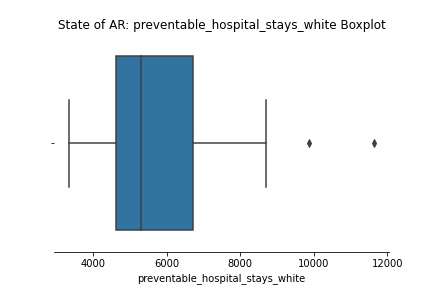 State of AR: preventable_hospital_stays_white Boxplot
-
4000 6000 8000 10000 12000
preventable_hospital_stays_white